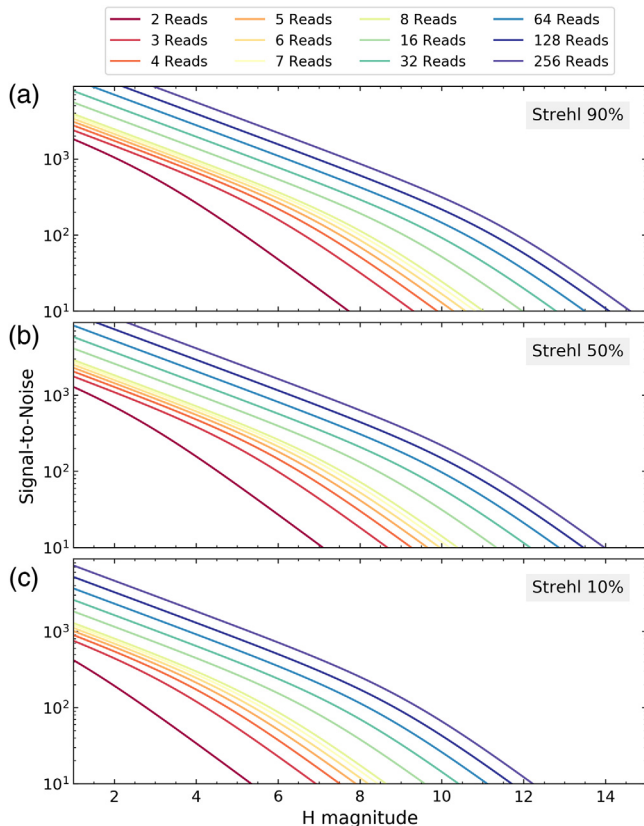 2 Reads 5 Reads 8 Reads 64 Reads
3 Reads 6 Reads 16 Reads 128 Reads
4 Reads 7 Reads 32 Reads 256 Reads
(a) Strehl 90%
10³
10²
10¹
(b) Strehl 50%
10³
10²
10¹
Signal-to-Noise
(c) Strehl 10%
10³
10²
10¹
2 4 6 8 10 12 14
H magnitude